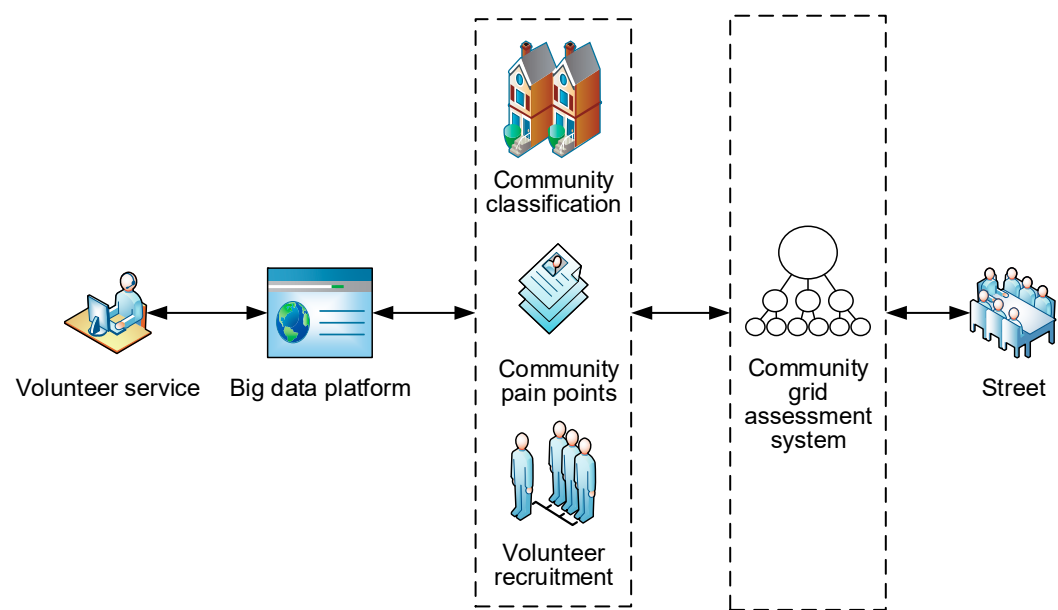 Community
classification
Volunteer service
Big data platform
Community
pain points
Community
grid
assessment
system
Street
Volunteer
recruitment